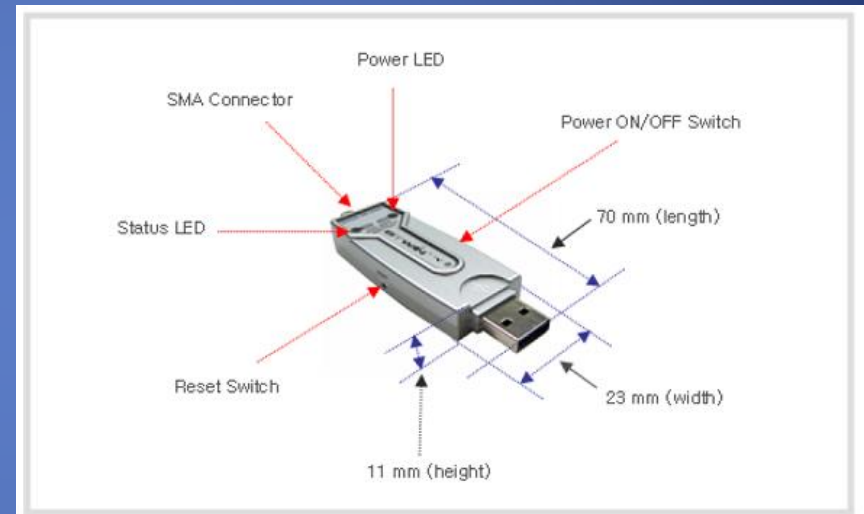 Power LED
SMA Connector
Power ON/OFF Switch
70 mm (length)
Status LED
Reset Switch
23 mm (width)
11 mm (height)